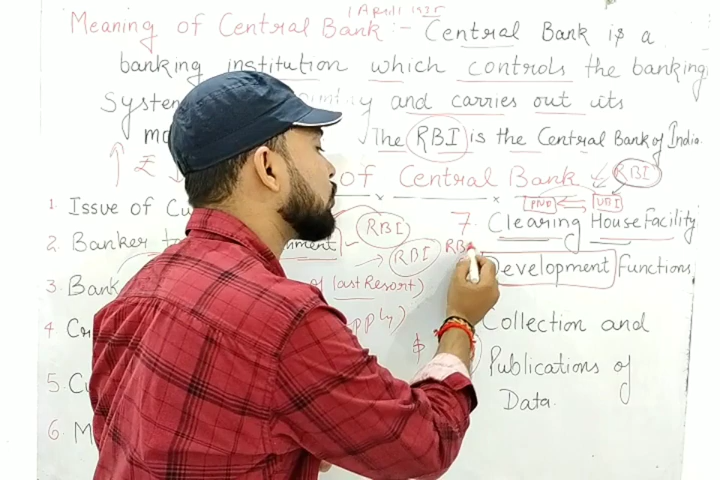 1 April 1935
Meaning of Central Bank :- Central Bank is a
banking institution which controls the banking
System and carries out its
The RBI is the Central Bank of India.
of Central Bank
RBI
PNB UBI
1. Issue of
2. Banker RBI
3. Bank of last Resort) RBI
4.
5.
6.
7. Clearing House Facility
RB
Development Functions
$
Collection and
Publications of
Data.